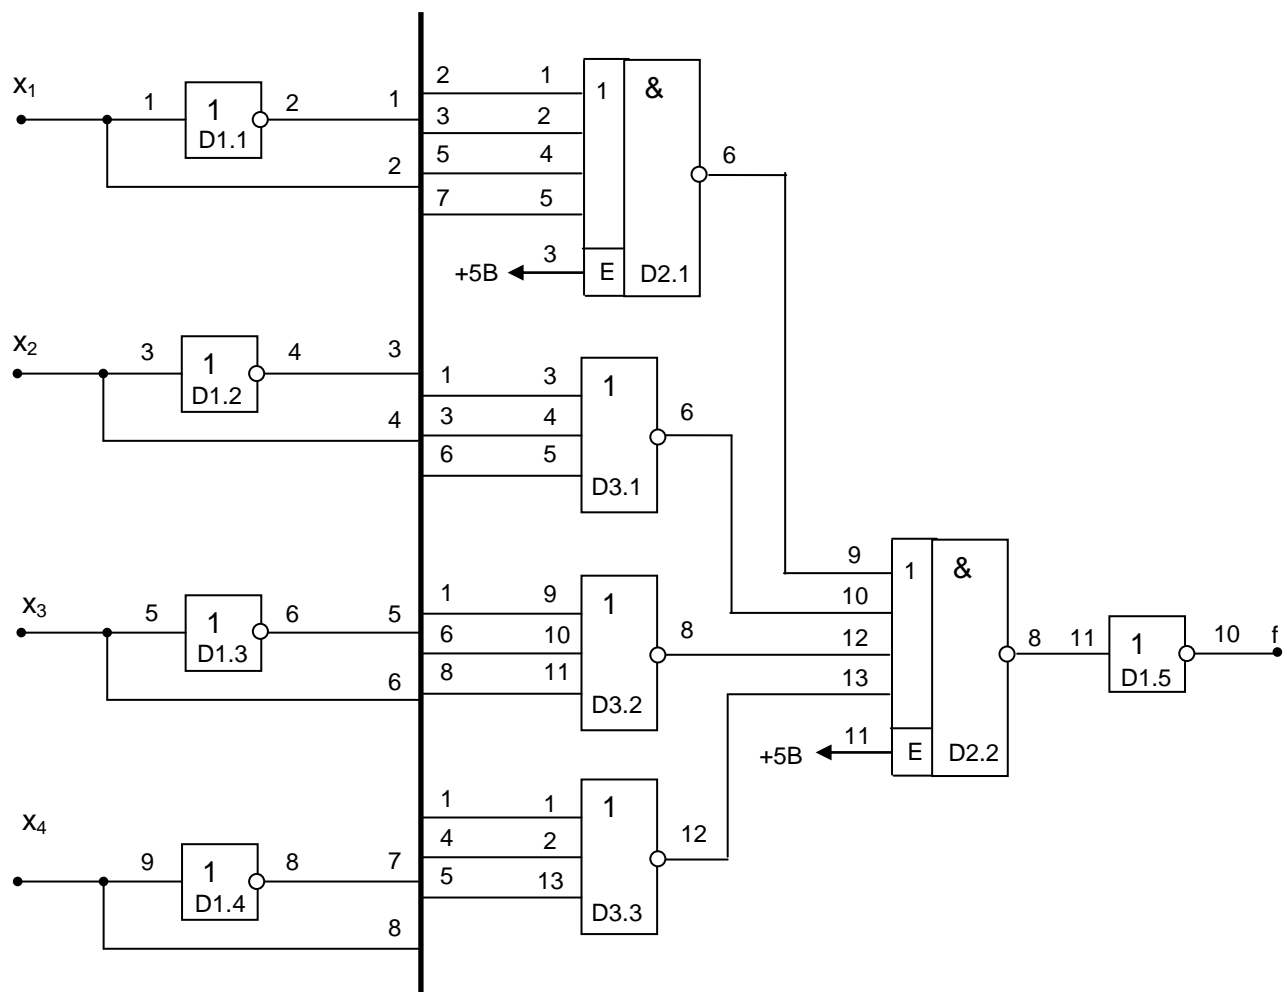 2 1
x₁ 1 1 2 1 1 &
D1.1 3 2
2 5 4 6
7 5
3
+5В E D2.1
x₂ 3 1 4 3
D1.2 1 3 1
4 3 4 6
6 5
D3.1
9 1 &
x₃ 5 1 6 5 1 9 1 10
D1.3 6 10 8 12 8 11 1 10 f
6 8 11 13 D1.5
D3.2
11
+5В E D2.2
1 1 1
x₄ 4 2 12
9 1 8 7 5 13
D1.4 D3.3
8